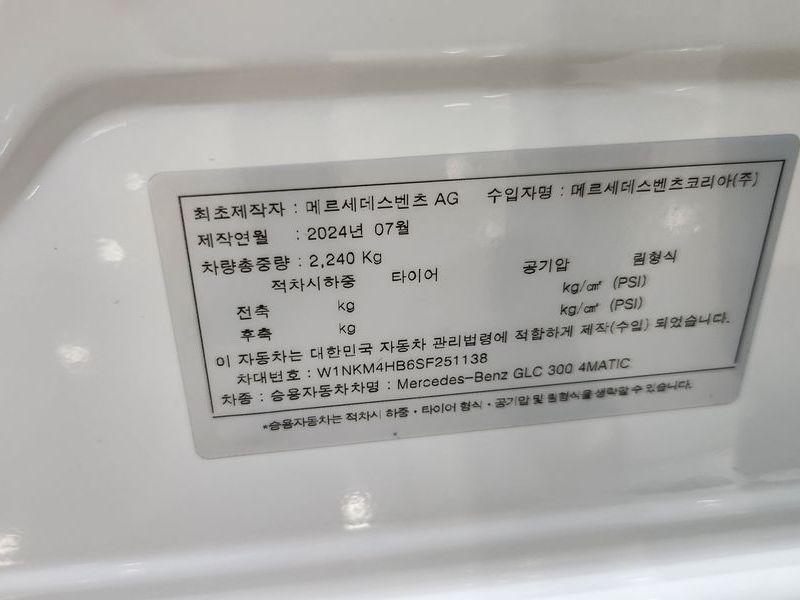 최초제작자 : 메르세데스벤츠 AG 수입자명 : 메르세데스벤츠코리아(주)
제작연월 : 2024년 07월
차량총중량 : 2,240 Kg
적차시하중 타이어 공기압 림형식
전축 kg kg/㎠ (PSI)
후축 kg kg/㎠ (PSI)
이 자동차는 대한민국 자동차 관리법령에 적합하게 제작(수입) 되었습니다.
차대번호 : W1NKM4HB6SF251138
차종 : 승용자동차차명 : Mercedes-Benz GLC 300 4MATIC
*승용자동차는 적차시 하중·타이어 형식·공기압 및 림형식을 생략할 수 있습니다.